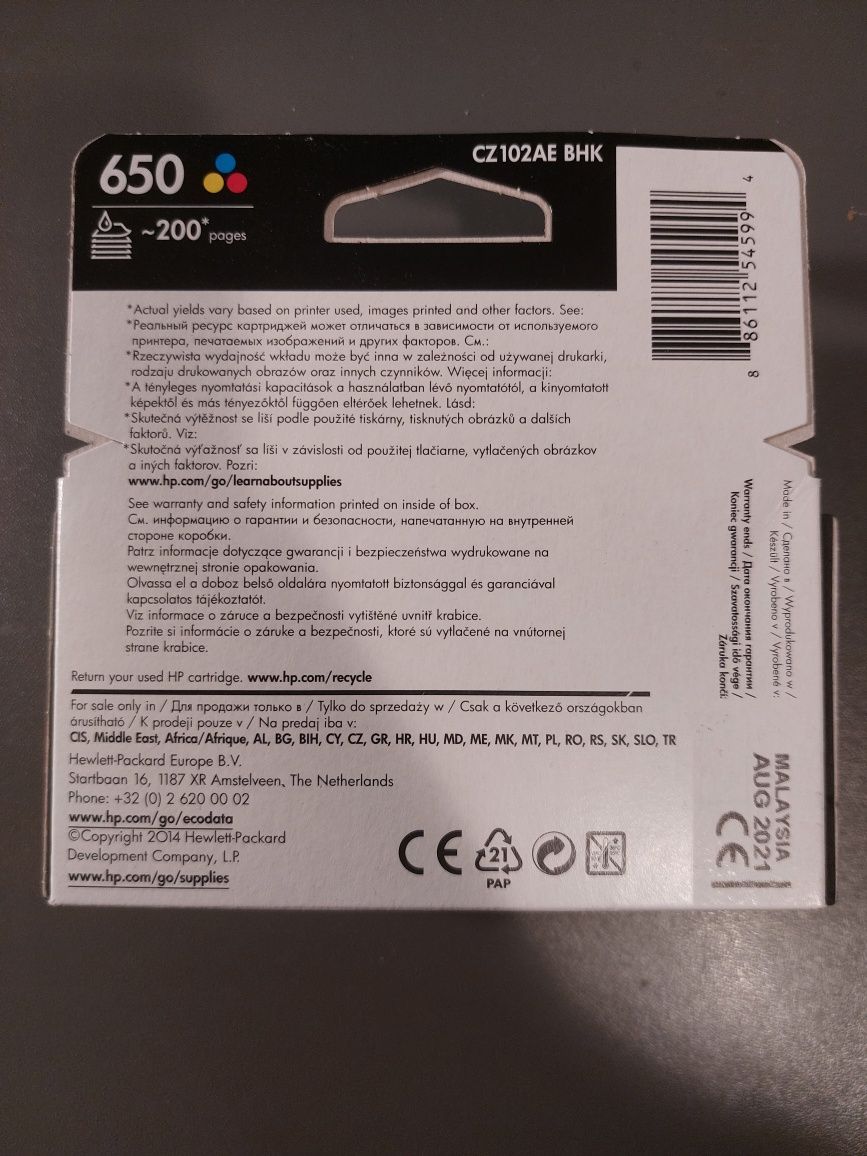 650
CZ102AE BHK
~200* pages
8 86112 54599 4
*Actual yields vary based on printer used, images printed and other factors. See:
*Реальный ресурс картриджей может отличаться в зависимости от используемого
принтера, печатаемых изображений и других факторов. См.:
*Rzeczywista wydajność wkładu może być inna w zależności od używanej drukarki,
rodzaju drukowanych obrazów oraz innych czynników. Więcej informacji:
*A tényleges nyomtatási kapacitások a használatban lévő nyomtatótól, a kinyomtatott
képektől és más tényezőktől függően eltérőek lehetnek. Lásd:
*Skutečná výtěžnost se liší podle použité tiskárny, tisknutých obrázků a dalších
faktorů. Viz:
*Skutočná výťažnosť sa líši v závislosti od použitej tlačiarne, vytlačených obrázkov
a iných faktorov. Pozri:
www.hp.com/go/learnaboutsupplies
See warranty and safety information printed on inside of box.
См. информацию о гарантии и безопасности, напечатанную на внутренней
стороне коробки.
Patrz informacje dotyczące gwarancji i bezpieczeństwa wydrukowane na
wewnętrznej stronie opakowania.
Olvassa el a doboz belső oldalára nyomtatott biztonsággal és garanciával
kapcsolatos tájékoztatót.
Viz informace o záruce a bezpečnosti vytištěné uvnitř krabice.
Pozrite si informácie o záruke a bezpečnosti, ktoré sú vytlačené na vnútornej
strane krabice.
Return your used HP cartridge. www.hp.com/recycle
For sale only in / Для продажи только в / Tylko do sprzedaży w / Csak a következő országokban
árusítható / K prodeji pouze v / Na predaj iba v:
CIS, Middle East, Africa/Afrique, AL, BG, BIH, CY, CZ, GR, HR, HU, MD, ME, MK, MT, PL, RO, RS, SK, SLO, TR
Hewlett-Packard Europe B.V.
Startbaan 16, 1187 XR Amstelveen, The Netherlands
Phone: +32 (0) 2 620 00 02
www.hp.com/go/ecodata
©Copyright 2014 Hewlett-Packard
Development Company, L.P.
www.hp.com/go/supplies
CE
21
PAP
Made in / Сделано в / Wyprodukowano w /
Készült / Vyrobeno v / Vyrobené v:
Warranty ends / Дата окончания гарантии /
Koniec gwarancji / Szavatossági idő vége /
Záruka končí:
MALAYSIA
AUG 2021
CE